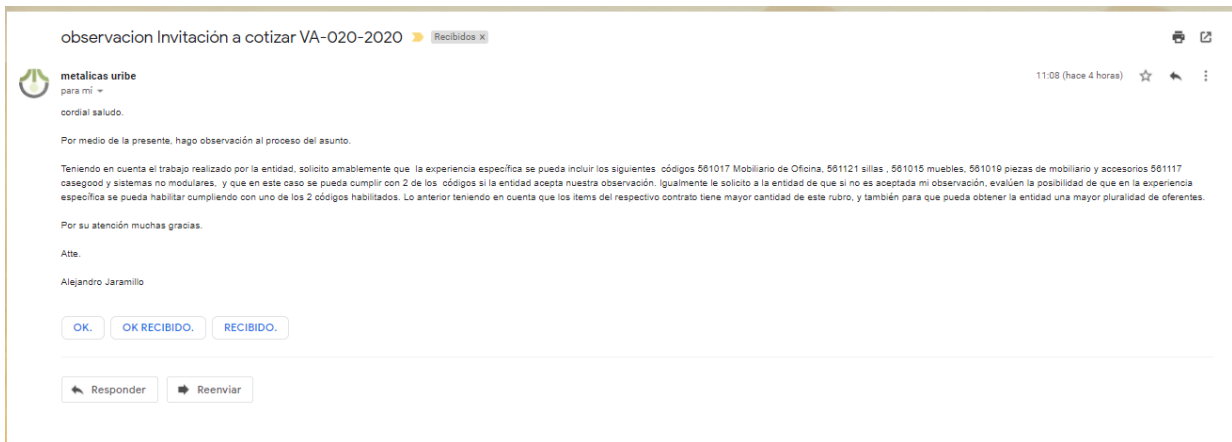 observacion Invitación a cotizar VA-020-2020 Recibidos x
metalicas uribe 11:08 (hace 4 horas)
para mí
cordial saludo.
Por medio de la presente, hago observación al proceso del asunto.
Teniendo en cuenta el trabajo realizado por la entidad, solicito amablemente que la experiencia específica se pueda incluir los siguientes códigos 561017 Mobiliario de Oficina, 561121 sillas , 561015 muebles, 561019 piezas de mobiliario y accesorios 561117
casegood y sistemas no modulares, y que en este caso se pueda cumplir con 2 de los códigos si la entidad acepta nuestra observación. Igualmente le solicito a la entidad de que si no es aceptada mi observación, evalúen la posibilidad de que en la experiencia
específica se pueda habilitar cumpliendo con uno de los 2 códigos habilitados. Lo anterior teniendo en cuenta que los items del respectivo contrato tiene mayor cantidad de este rubro, y también para que pueda obtener la entidad una mayor pluralidad de oferentes.
Por su atención muchas gracias.
Atte.
Alejandro Jaramillo
OK. OK RECIBIDO. RECIBIDO.
Responder Reenviar